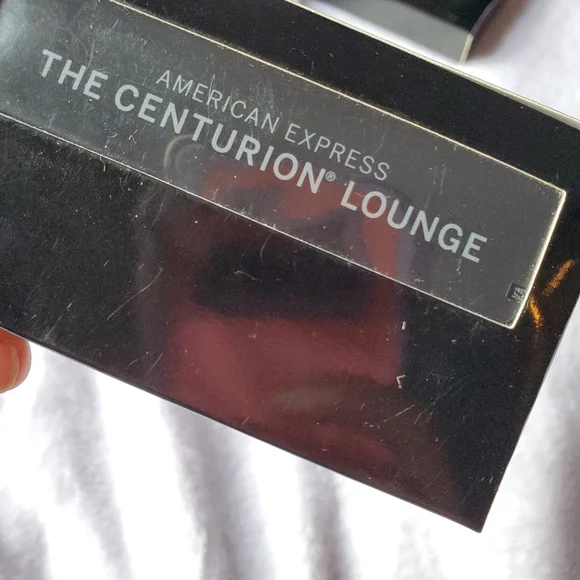 AMERICAN EXPRESS
THE CENTURION® LOUNGE